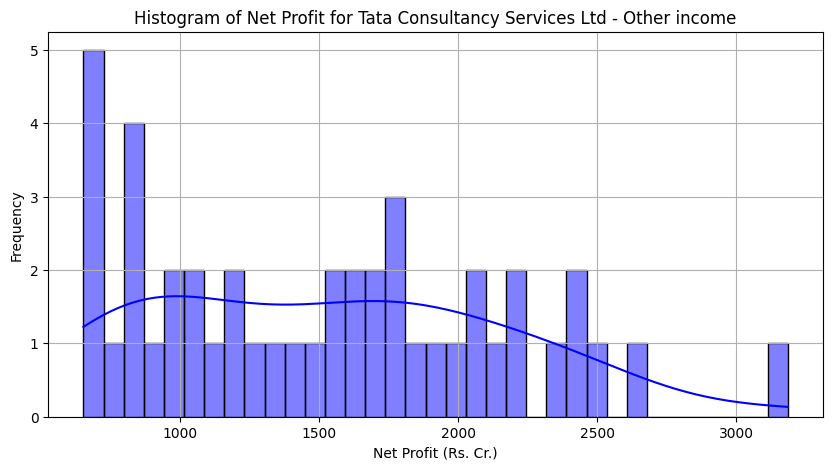 Histogram of Net Profit for Tata Consultancy Services Ltd - Other income
Frequency
5
4
3
2
1
0
1000 1500 2000 2500 3000
Net Profit (Rs. Cr.)